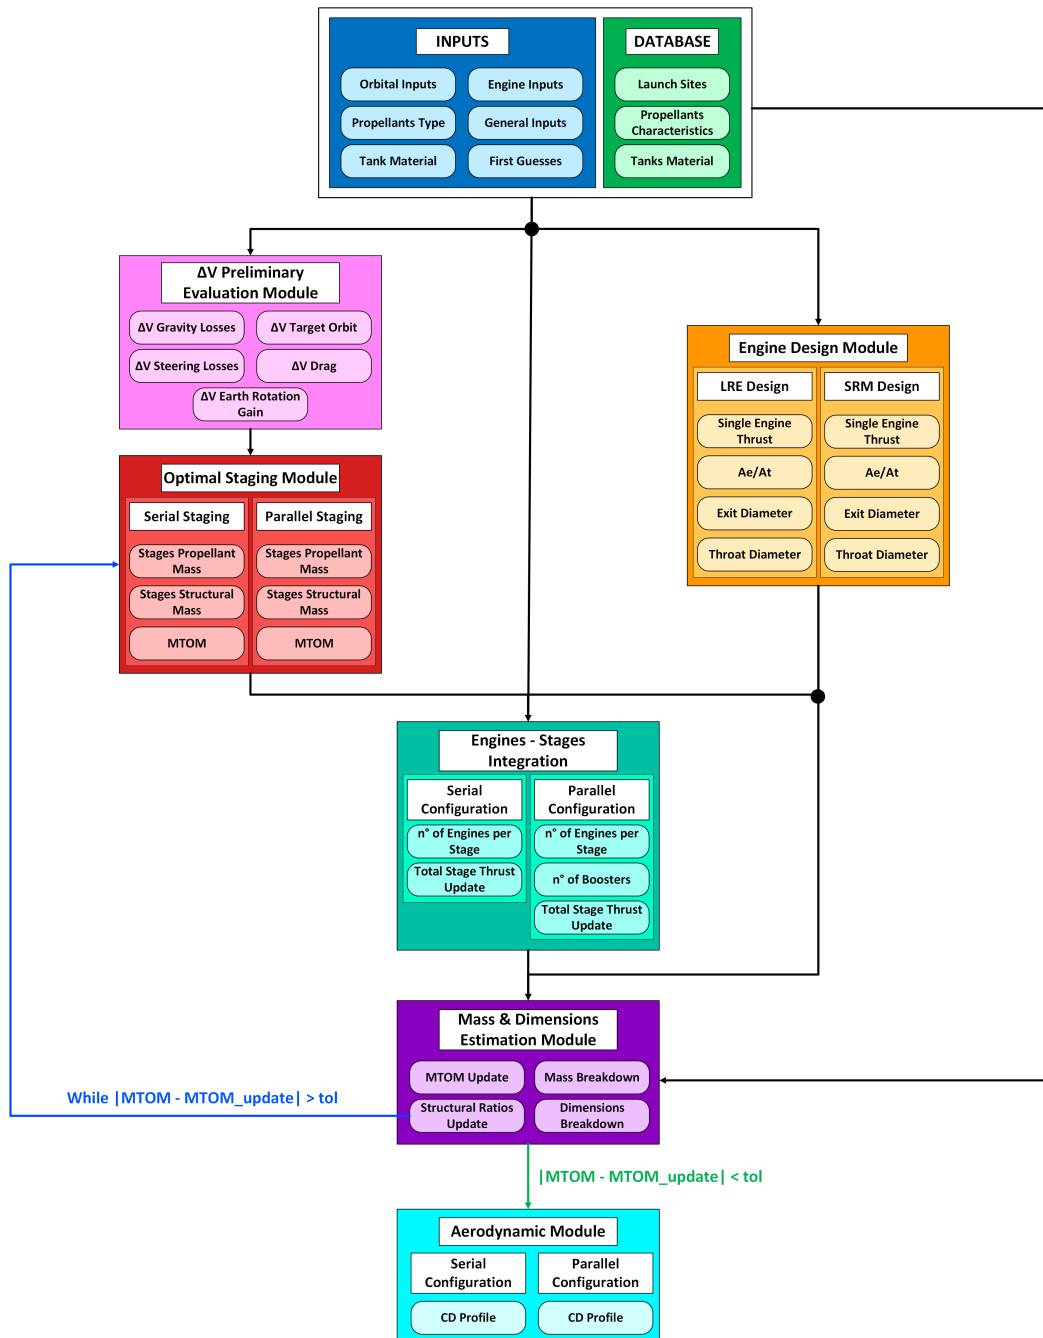 INPUTS
DATABASE
Orbital Inputs
Engine Inputs
Launch Sites
Propellants Type
General Inputs
Propellants
Characteristics
Tank Material
First Guesses
Tanks Material
ΔV Preliminary
Evaluation Module
ΔV Gravity Losses
ΔV Target Orbit
ΔV Steering Losses
ΔV Drag
ΔV Earth Rotation
Gain
Engine Design Module
LRE Design
SRM Design
Single Engine
Thrust
Single Engine
Thrust
Ae/At
Ae/At
Exit Diameter
Exit Diameter
Throat Diameter
Throat Diameter
Optimal Staging Module
Serial Staging
Parallel Staging
Stages Propellant
Mass
Stages Propellant
Mass
Stages Structural
Mass
Stages Structural
Mass
MTOM
MTOM
Engines - Stages
Integration
Serial
Configuration
Parallel
Configuration
n° of Engines per
Stage
n° of Engines per
Stage
Total Stage Thrust
Update
n° of Boosters
Total Stage Thrust
Update
Mass & Dimensions
Estimation Module
MTOM Update
Mass Breakdown
Structural Ratios
Update
Dimensions
Breakdown
While |MTOM - MTOM_update| > tol
|MTOM - MTOM_update| < tol
Aerodynamic Module
Serial
Configuration
Parallel
Configuration
CD Profile
CD Profile